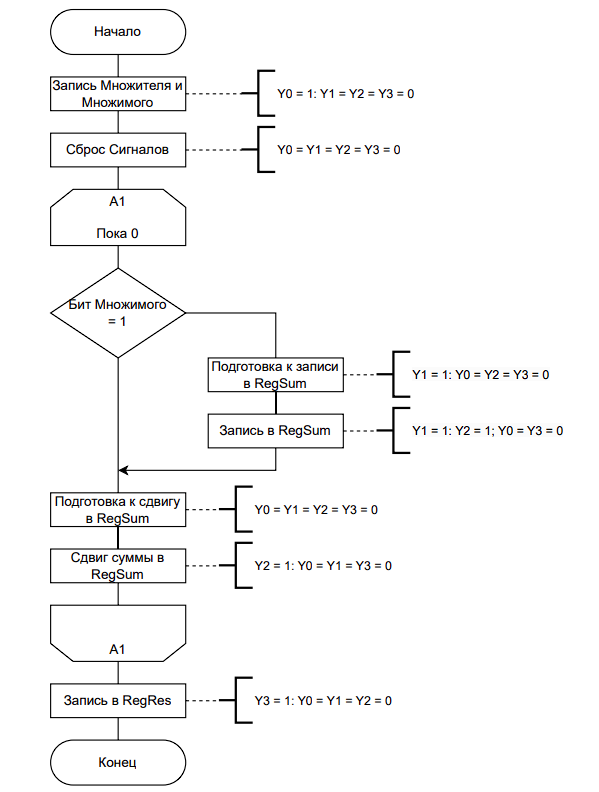 Начало
Запись Множителя и
Множимого
Y0 = 1: Y1 = Y2 = Y3 = 0
Сброс Сигналов
Y0 = Y1 = Y2 = Y3 = 0
A1
Пока 0
Бит Множимого
= 1
Подготовка к записи
в RegSum
Y1 = 1: Y0 = Y2 = Y3 = 0
Запись в RegSum
Y1 = 1: Y2 = 1; Y0 = Y3 = 0
Подготовка к сдвигу
в RegSum
Y0 = Y1 = Y2 = Y3 = 0
Сдвиг суммы в
RegSum
Y2 = 1: Y0 = Y1 = Y3 = 0
A1
Запись в RegRes
Y3 = 1: Y0 = Y1 = Y2 = 0
Конец